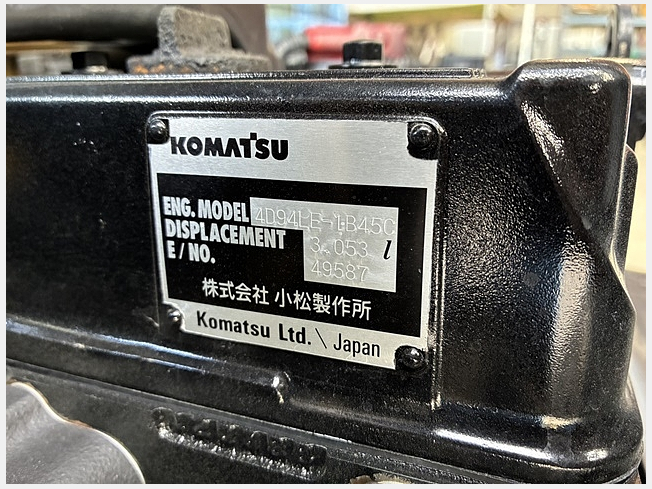 KOMATSU
ENG. MODEL 4D94LE-1B45C
DISPLACEMENT 3.053 l
E/NO. 49587
株式会社 小松製作所
Komatsu Ltd. \ Japan